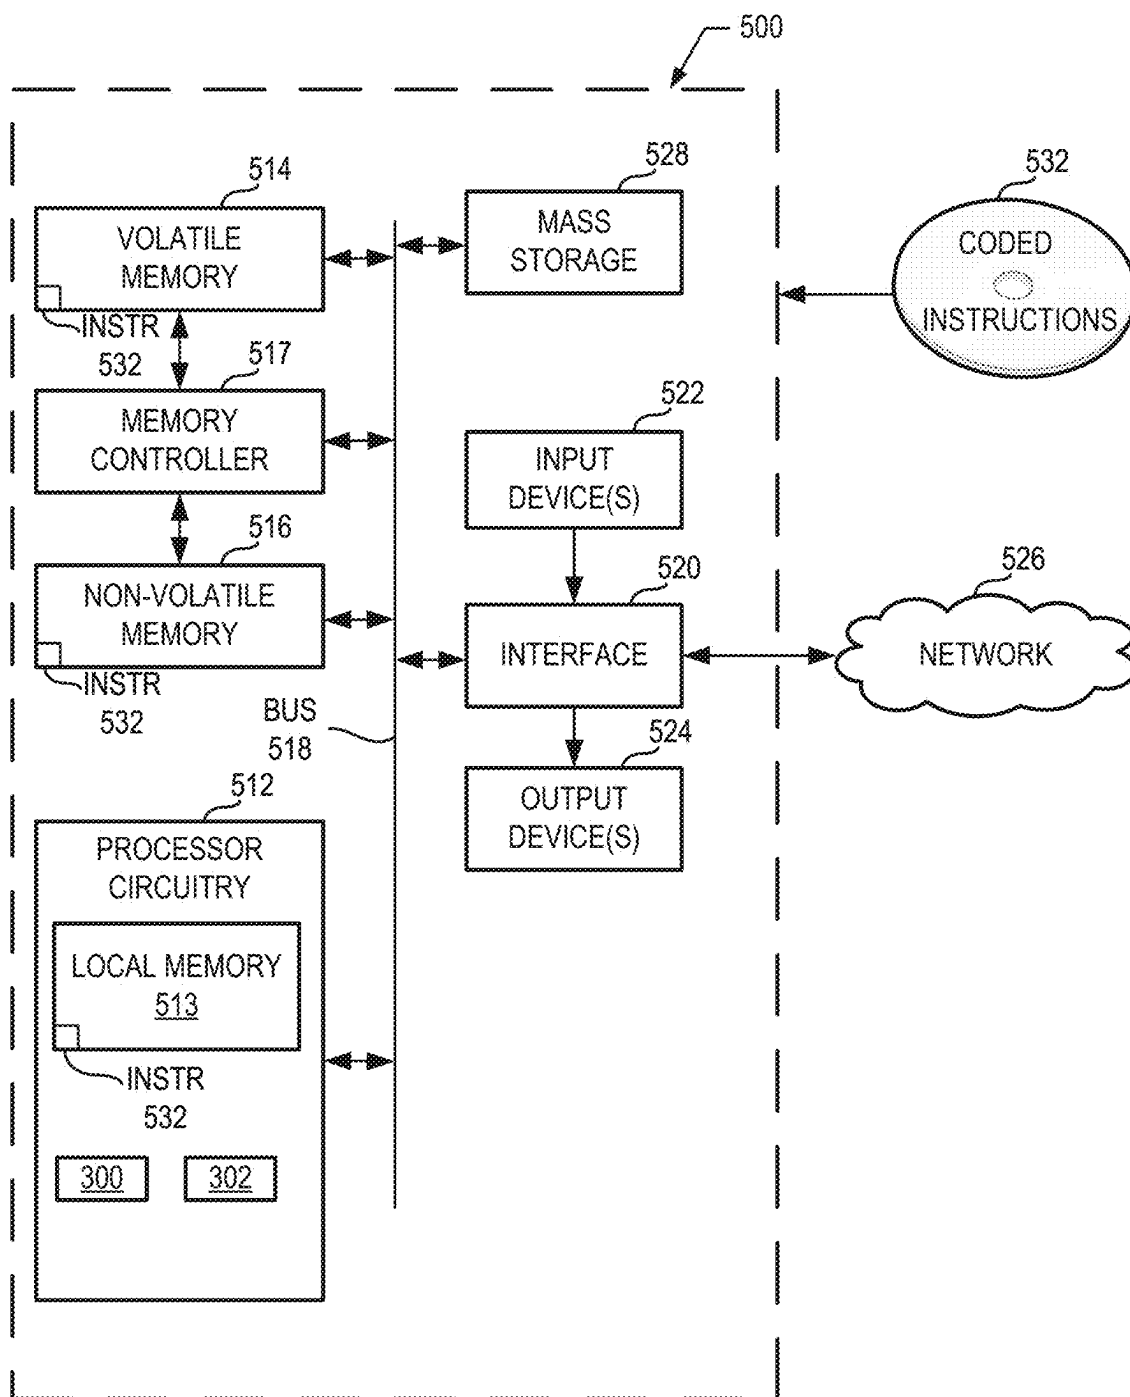 500
514
VOLATILE
MEMORY
INSTR
532
517
MEMORY
CONTROLLER
516
NON-VOLATILE
MEMORY
INSTR
532
BUS
518
512
PROCESSOR
CIRCUITRY
LOCAL MEMORY
513
INSTR
532
300
302
528
MASS
STORAGE
522
INPUT
DEVICE(S)
520
INTERFACE
524
OUTPUT
DEVICE(S)
532
CODED
INSTRUCTIONS
526
NETWORK